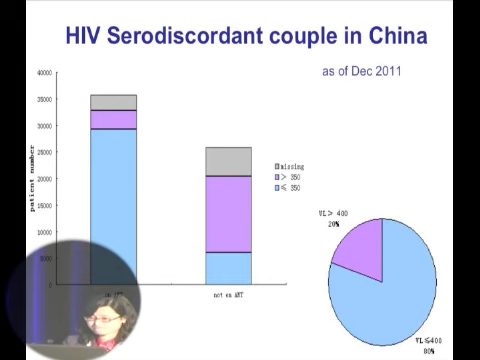 HIV Serodiscordant couple in China
as of Dec 2011
40000
35000
30000
25000
20000
15000
10000
5000
0
patient number
not on ART
missing
> 350
≤ 350
VL> 400
20%
VL≤400
80%